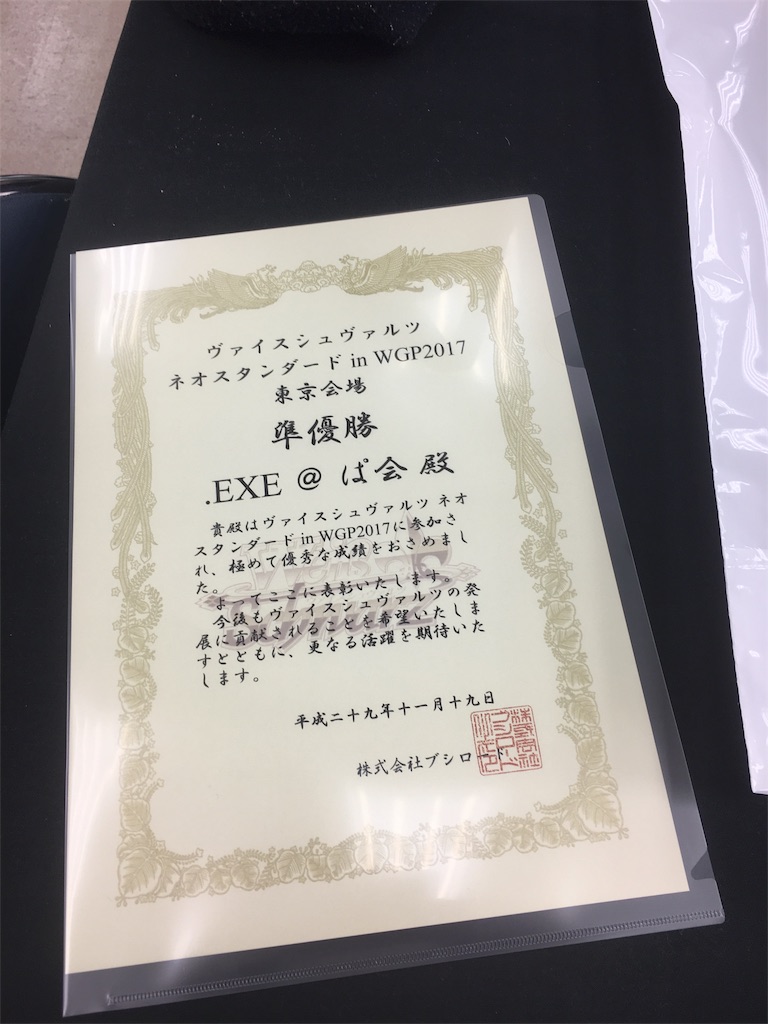 ヴァイスシュヴァルツ
ネオスタンダード in WGP2017
東京会場
準優勝
.EXE @ ぱ会 殿
貴殿はヴァイスシュヴァルツ ネオ
スタンダード in WGP2017に参加さ
れ、極めて優秀な成績をおさめまし
た。
よってここに表彰いたします。
今後もヴァイスシュヴァルツの発
展に貢献されることを希望いたしま
すとともに、更なる活躍を期待いた
します。
平成二十九年十一月十九日
株式会社ブシロード